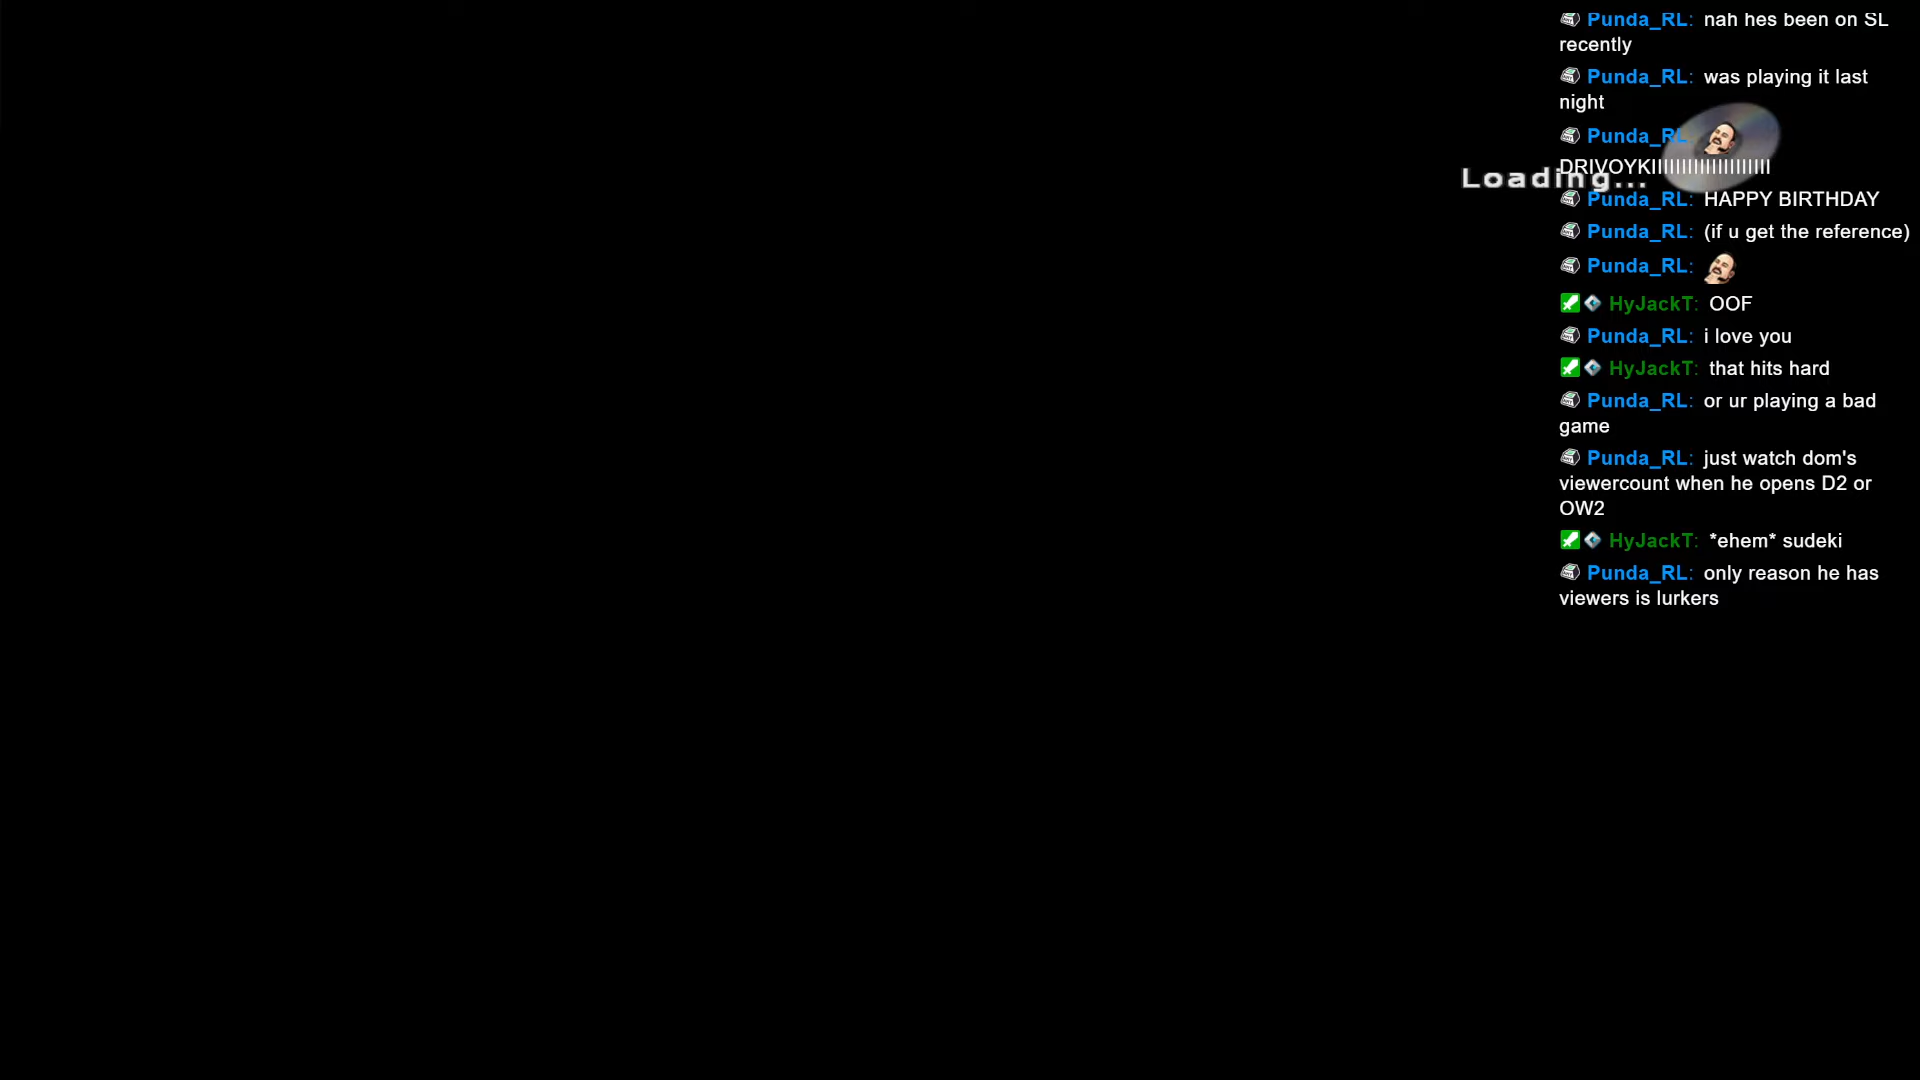 Punda_RL: nah hes been on SL
recently
Punda_RL: was playing it last
night
Punda_RL:
DRIVOYKIIIIIIIIIIIIIIIIIIII
Loading...
Punda_RL: HAPPY BIRTHDAY
Punda_RL: (if u get the reference)
Punda_RL:
HyJackT: OOF
Punda_RL: i love you
HyJackT: that hits hard
Punda_RL: or ur playing a bad
game
Punda_RL: just watch dom's
viewercount when he opens D2 or
OW2
HyJackT: *ehem* sudeki
Punda_RL: only reason he has
viewers is lurkers